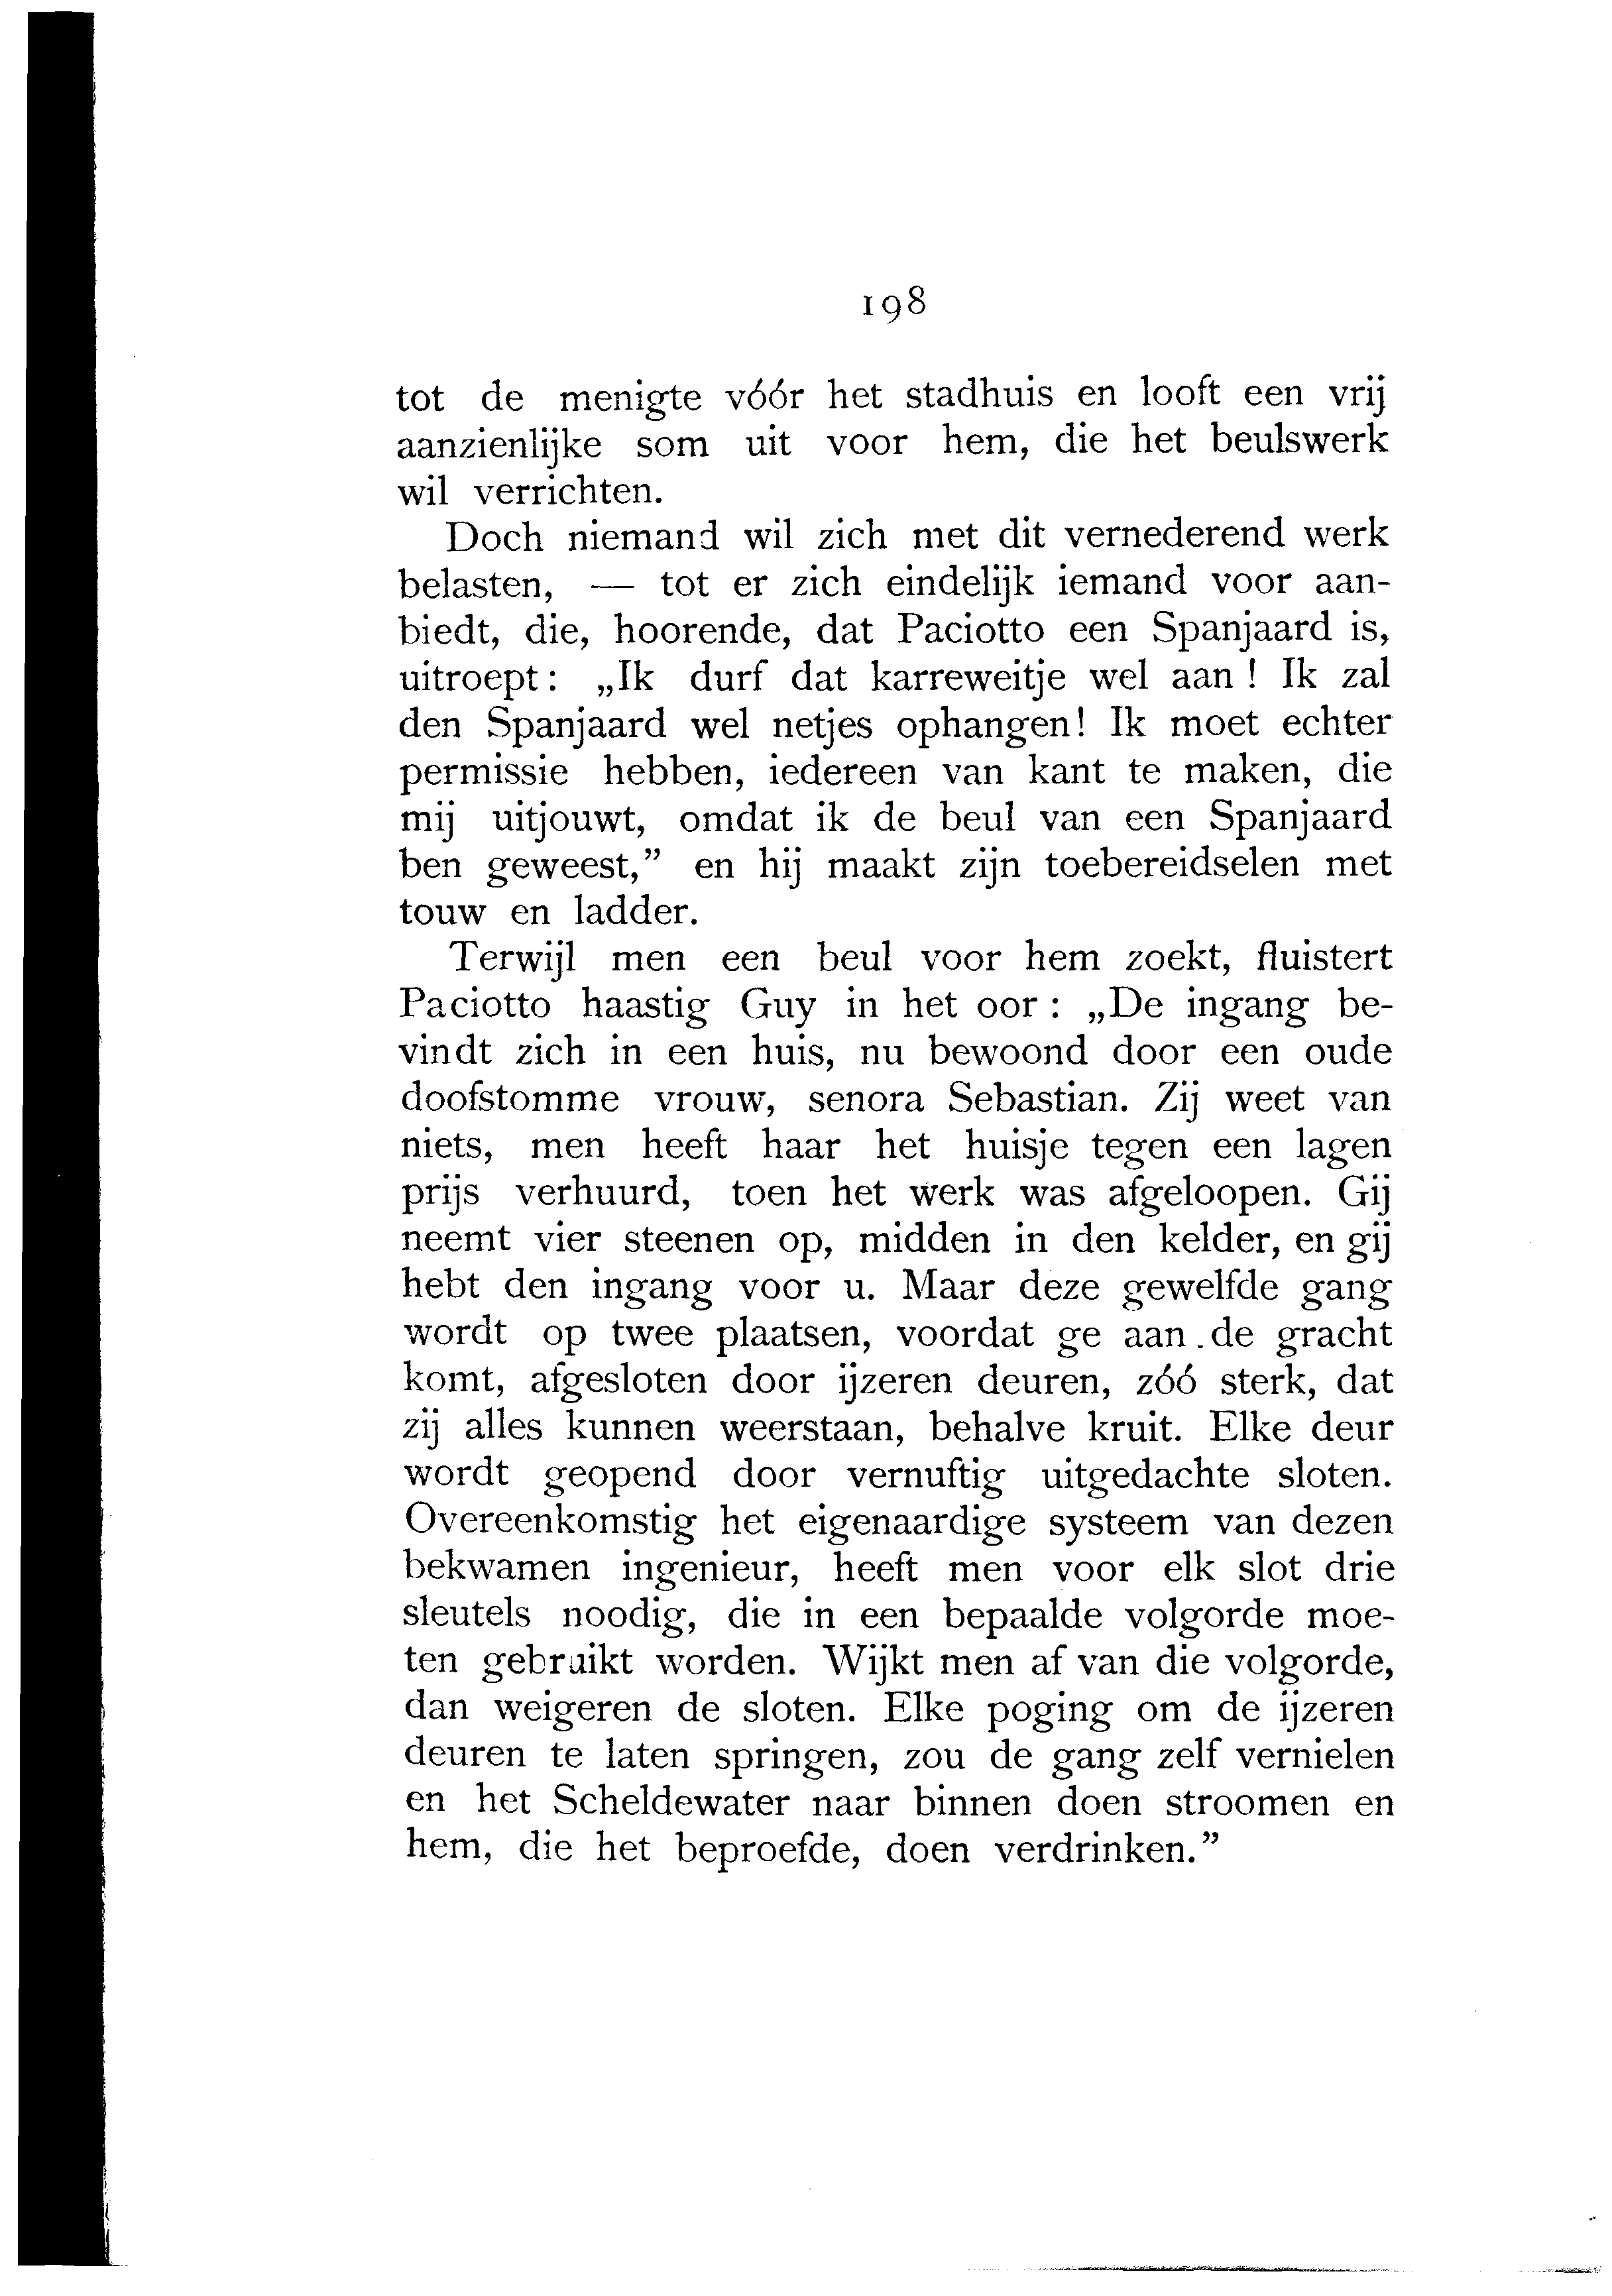 198
tot de menigte vóór het stadhuis en looft een vrij
aanzienlijke som uit voor hem, die het beulswerk
wil verrichten.
Doch niemand wil zich met dit vernederend werk
belasten, — tot er zich eindelijk iemand voor aan-
biedt, die, hoorende, dat Paciotto een Spanjaard is,
uitroept: „Ik durf dat karreweitje wel aan! Ik zal
den Spanjaard wel netjes ophangen! Ik moet echter
permissie hebben, iedereen van kant te maken, die
mij uitjouwt, omdat ik de beul van een Spanjaard
ben geweest,” en hij maakt zijn toebereidselen met
touw en ladder.
Terwijl men een beul voor hem zoekt, fluistert
Paciotto haastig Guy in het oor: „De ingang be-
vindt zich in een huis, nu bewoond door een oude
doofstomme vrouw, senora Sebastian. Zij weet van
niets, men heeft haar het huisje tegen een lagen
prijs verhuurd, toen het werk was afgeloopen. Gij
neemt vier steenen op, midden in den kelder, en gij
hebt den ingang voor u. Maar deze gewelfde gang
wordt op twee plaatsen, voordat ge aan de gracht
komt, afgesloten door ijzeren deuren, zóó sterk, dat
zij alles kunnen weerstaan, behalve kruit. Elke deur
wordt geopend door vernuftig uitgedachte sloten.
Overeenkomstig het eigenaardige systeem van dezen
bekwamen ingenieur, heeft men voor elk slot drie
sleutels noodig, die in een bepaalde volgorde moe-
ten gebruikt worden. Wijkt men af van die volgorde,
dan weigeren de sloten. Elke poging om de ijzeren
deuren te laten springen, zou de gang zelf vernielen
en het Scheldewater naar binnen doen stroomen en
hem, die het beproefde, doen verdrinken.”